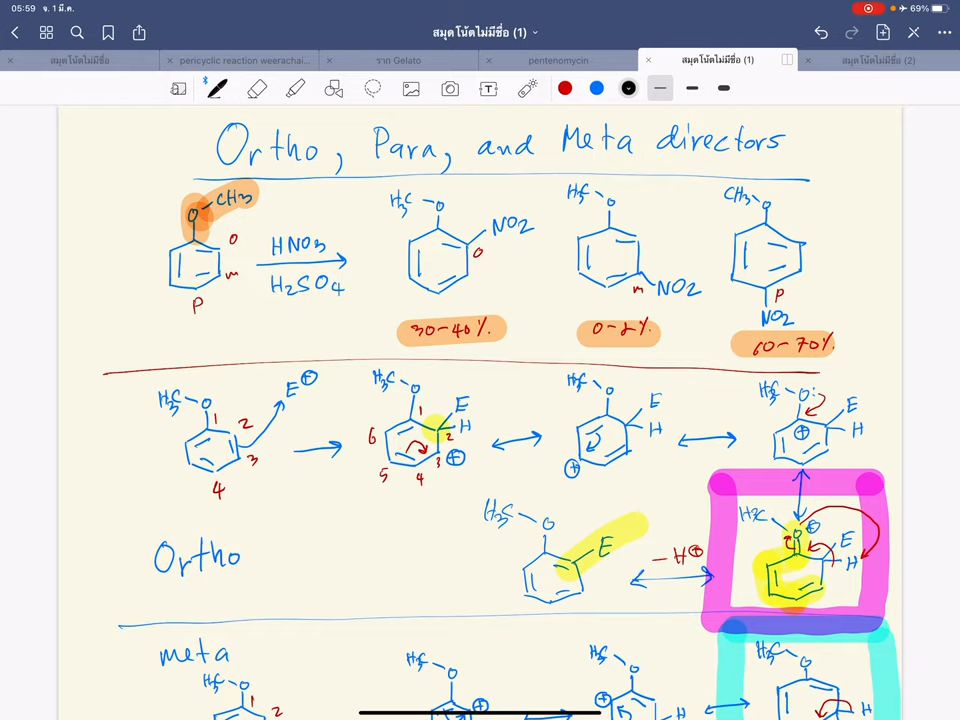 05:59 จ. 1 มี.ค.
69%
สมุดโน้ตไม่มีชื่อ (1)
สมุดโน้ตไม่มีชื่อ
pericyclic reaction weerachai...
ราก Gelato
pentenomycin
สมุดโน้ตไม่มีชื่อ (1)
สมุดโน้ตไม่มีชื่อ (2)
Ortho, Para, and Meta directors
O-CH3
o
m
p
HNO3
H2SO4
H3C O
NO2
o
30-40%
H3C O
m NO2
0-2%
CH3 O
p
NO2
60-70%
H3C O
1
2
3
4
E⊕
H3C O
1
E
H
2
3 ⊕
4
5
6
H3C O
E
H
⊕
H3C O:
⊕
E
H
Ortho
H3C O
E
-H⊕
H3C O⊕
E
H
meta
H3C O
1
2
H3C O
⊕
H3C O
⊕
H3C O
H